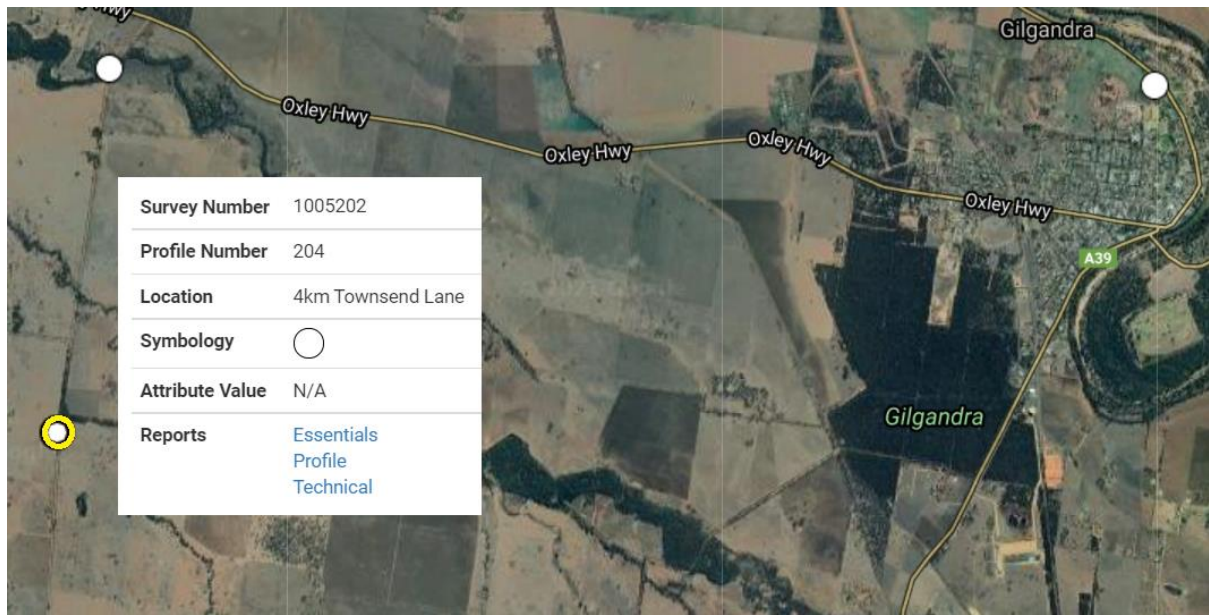 Hwy
Gilgandra
Oxley Hwy
Oxley Hwy
Oxley Hwy
Oxley Hwy
A39
Gilgandra
Survey Number 1005202
Profile Number 204
Location 4km Townsend Lane
Symbology
Attribute Value N/A
Reports Essentials
Profile
Technical